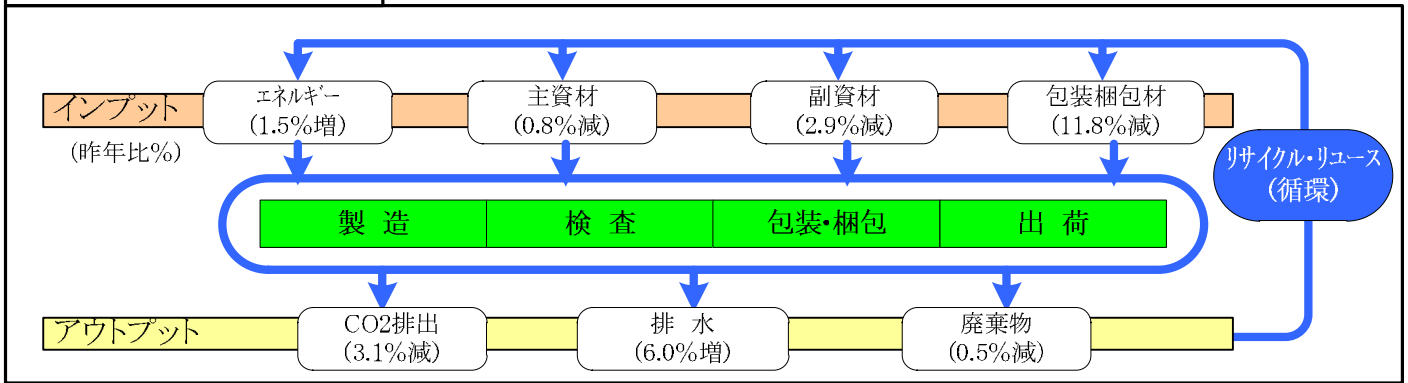 インプット
(昨年比%)
エネルギー
(1.5%増)
主資材
(0.8%減)
副資材
(2.9%減)
包装梱包材
(11.8%減)
リサイクル・リユース
(循環)
製 造
検 査
包装・梱包
出 荷
アウトプット
CO2排出
(3.1%減)
排 水
(6.0%増)
廃棄物
(0.5%減)